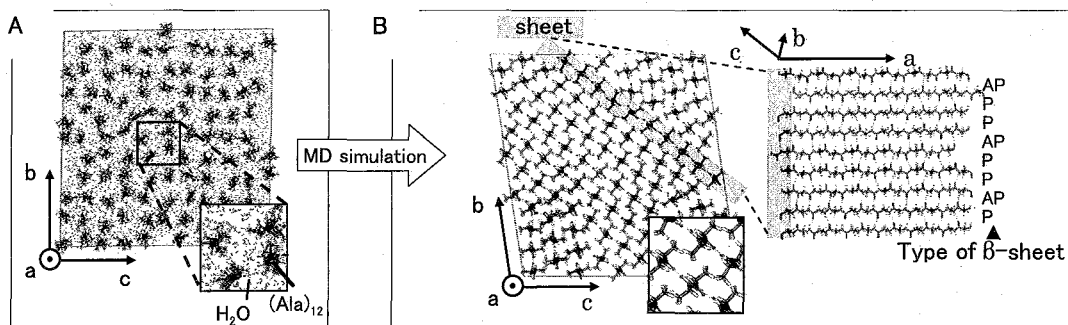 A
b
a
c
H2O
(Ala)12
MD simulation
B
sheet
b
a
c
c
b
a
AP
P
P
AP
P
P
AP
P
Type of β-sheet